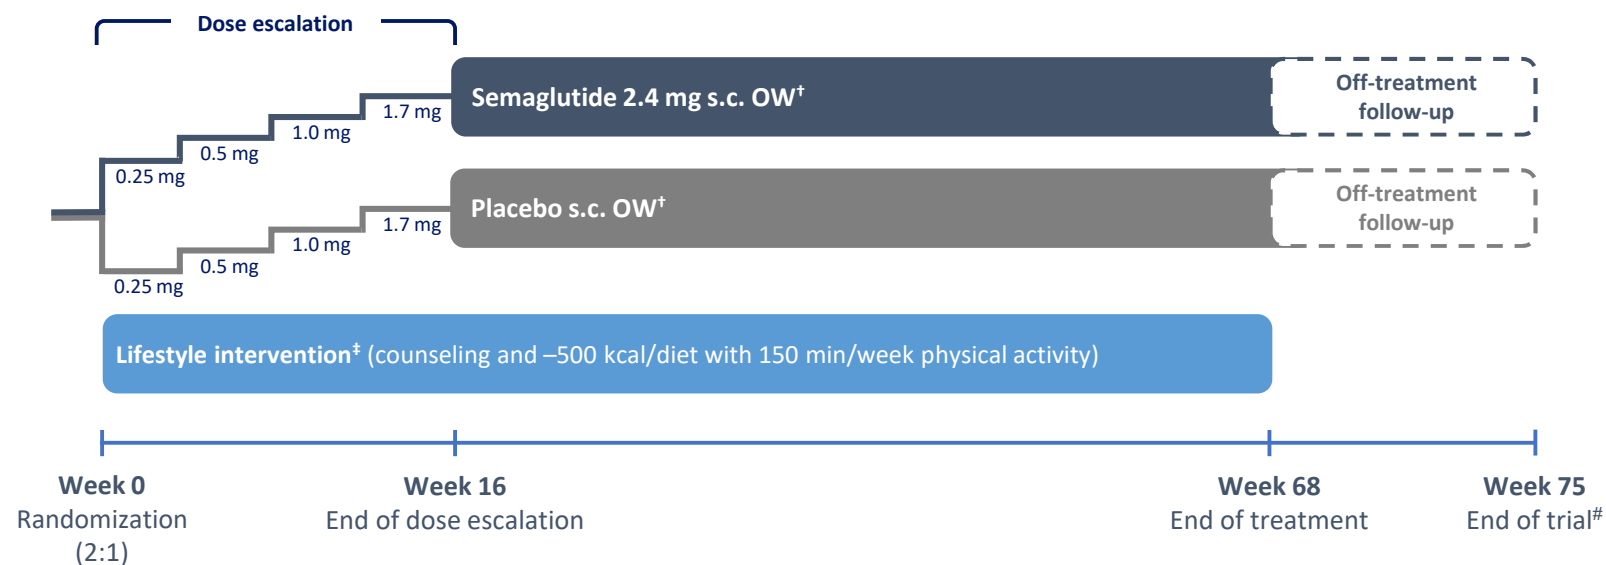 Dose escalation
Semaglutide 2.4 mg s.c. OW†
Off-treatment
follow-up
1.7 mg
1.0 mg
0.5 mg
0.25 mg
Placebo s.c. OW†
Off-treatment
follow-up
1.7 mg
1.0 mg
0.5 mg
0.25 mg
Lifestyle intervention‡ (counseling and –500 kcal/diet with 150 min/week physical activity)
Week 0
Randomization
(2:1)
Week 16
End of dose escalation
Week 68
End of treatment
Week 75
End of trial#